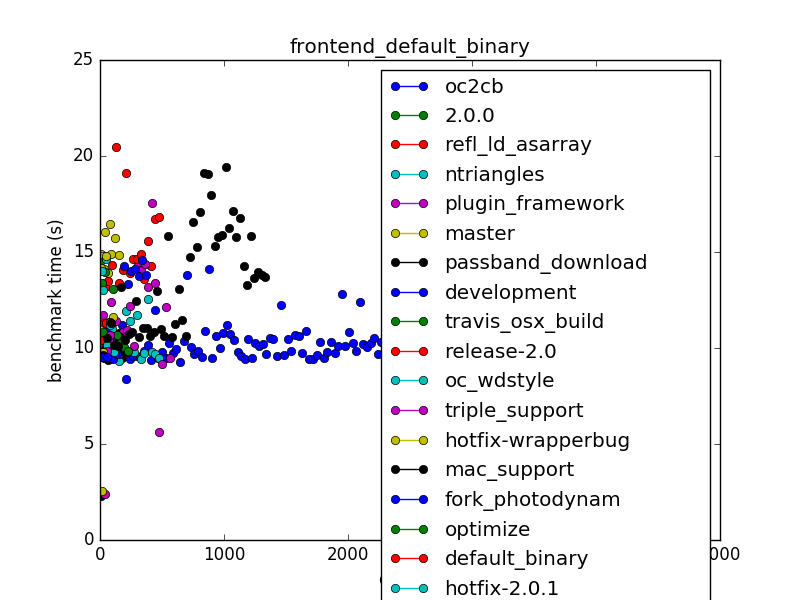 frontend_default_binary
25
20
15
10
5
0
benchmark time (s)
0
1000
2000
000
oc2cb
2.0.0
refl_ld_asarray
ntriangles
plugin_framework
master
passband_download
development
travis_osx_build
release-2.0
oc_wdstyle
triple_support
hotfix-wrapperbug
mac_support
fork_photodynam
optimize
default_binary
hotfix-2.0.1